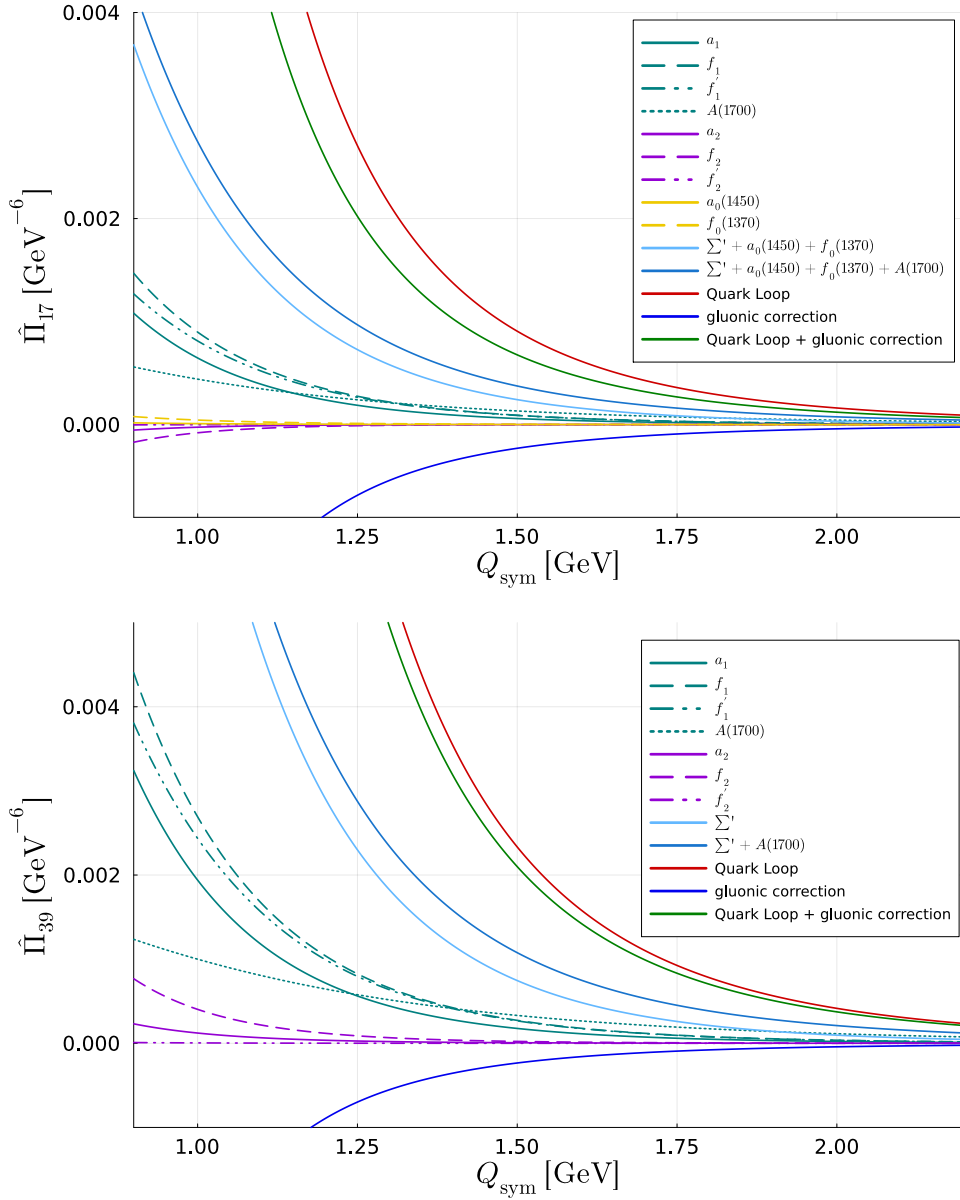 0.004
0.002
0.000
Π̂₁₇ [GeV⁻⁶]
a₁
f₁
f₁′
A(1700)
a₂
f₂
f₂′
a₀(1450)
f₀(1370)
∑' + a₀(1450) + f₀(1370)
∑' + a₀(1450) + f₀(1370) + A(1700)
Quark Loop
gluonic correction
Quark Loop + gluonic correction
1.00 1.25 1.50 1.75 2.00
Q_sym [GeV]
0.004
0.002
0.000
Π̂₃₉ [GeV⁻⁶]
a₁
f₁
f₁′
A(1700)
a₂
f₂
f₂′
∑'
∑' + A(1700)
Quark Loop
gluonic correction
Quark Loop + gluonic correction
1.00 1.25 1.50 1.75 2.00
Q_sym [GeV]